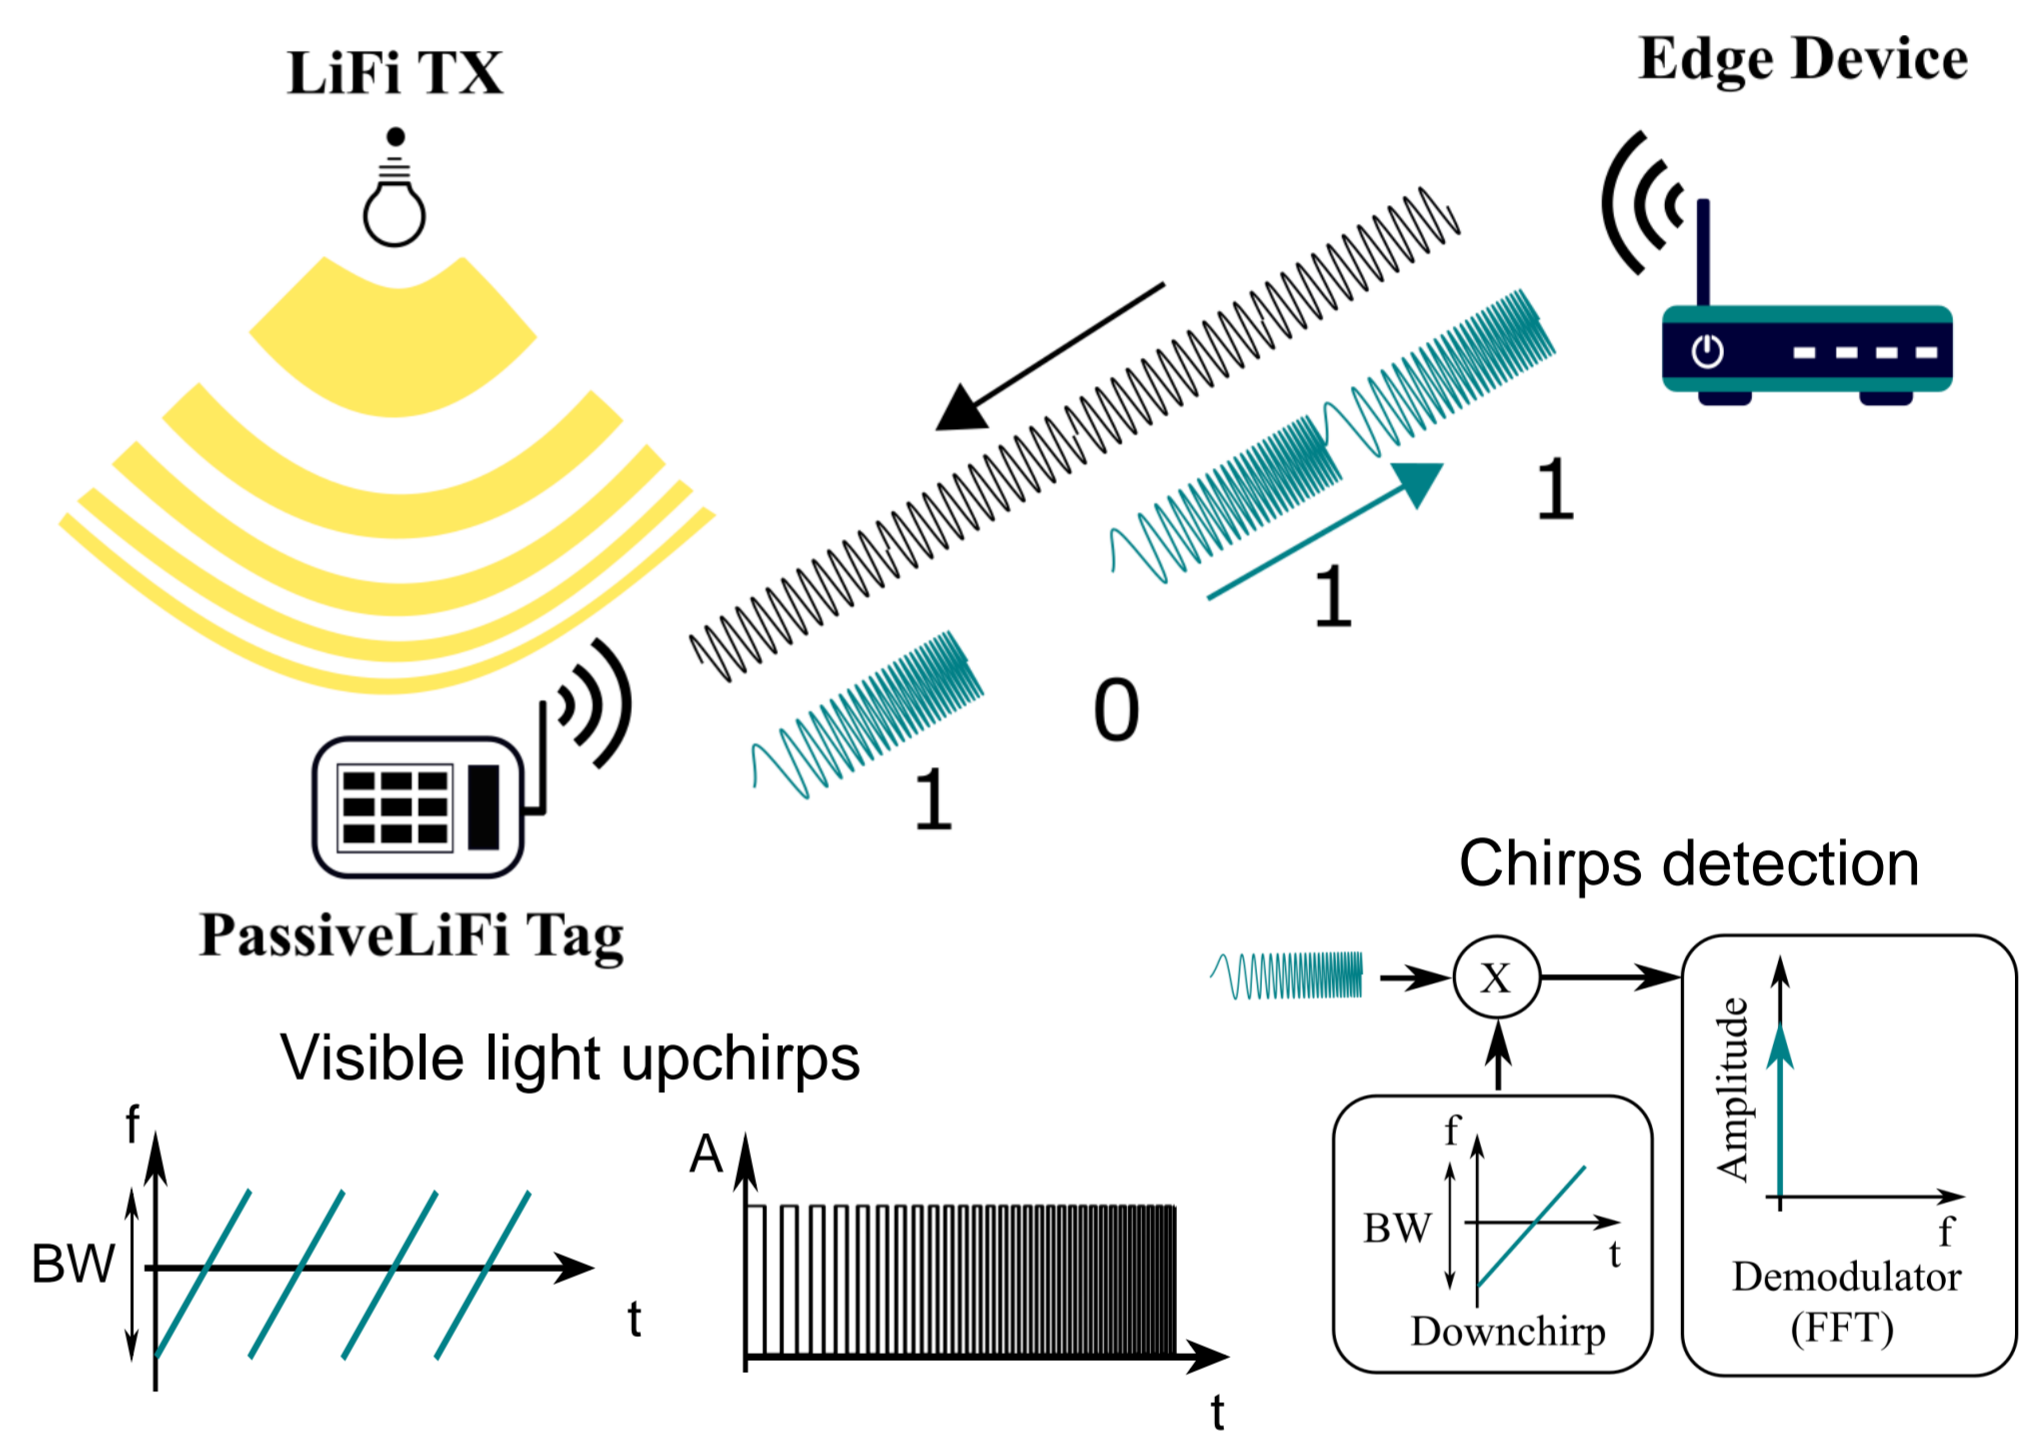 LiFi TX
Edge Device
1
1
0
1
PassiveLiFi Tag
Chirps detection
X
Amplitude
f
Demodulator
(FFT)
f
BW
t
Downchirp
Visible light upchirps
f
BW
t
A
t